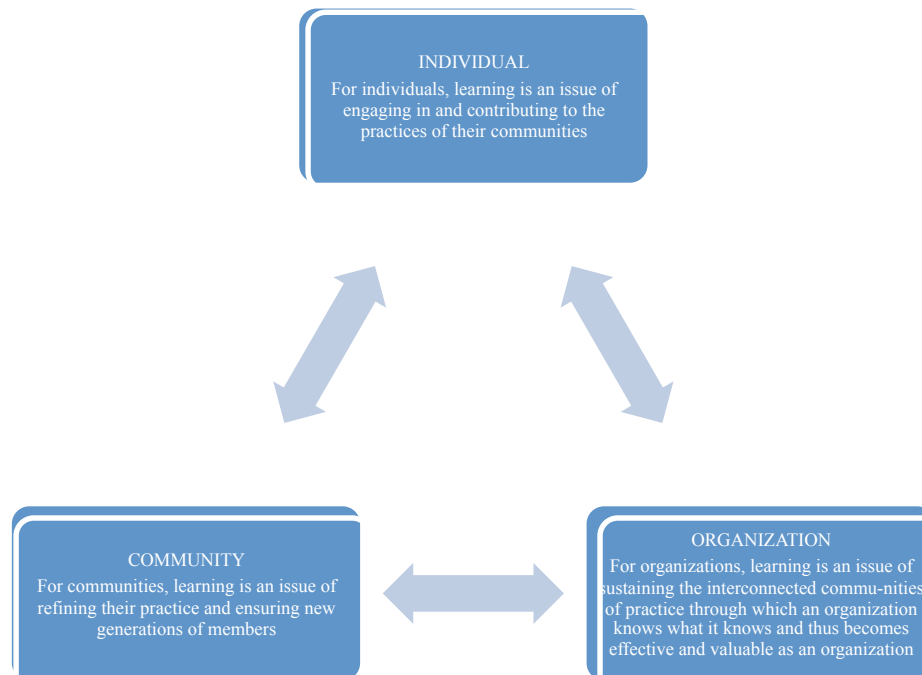 INDIVIDUAL
For individuals, learning is an issue of
engaging in and contributing to the
practices of their communities
COMMUNITY
For communities, learning is an issue of
refining their practice and ensuring new
generations of members
ORGANIZATION
For organizations, learning is an issue of
sustaining the interconnected commu-nities
of practice through which an organization
knows what it knows and thus becomes
effective and valuable as an organization